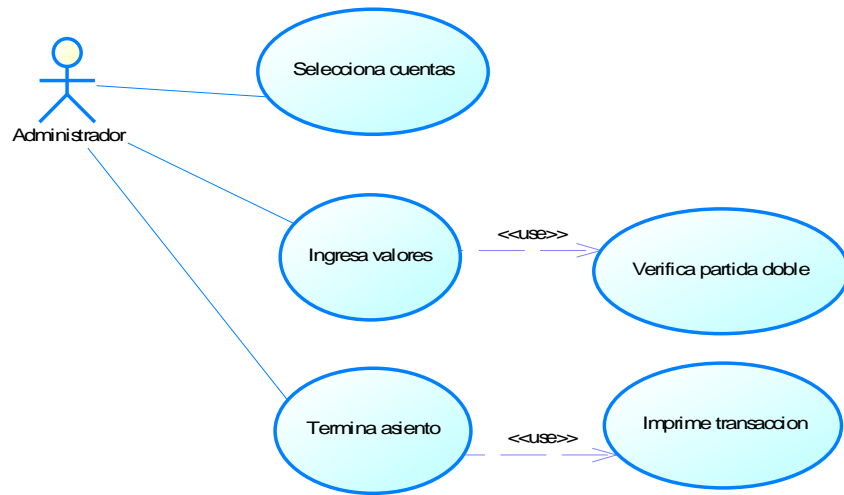 Selecciona cuentas
Administrador
Ingresa valores
<<use>>
Verifica partida doble
Termina asiento
<<use>>
Imprime transaccion